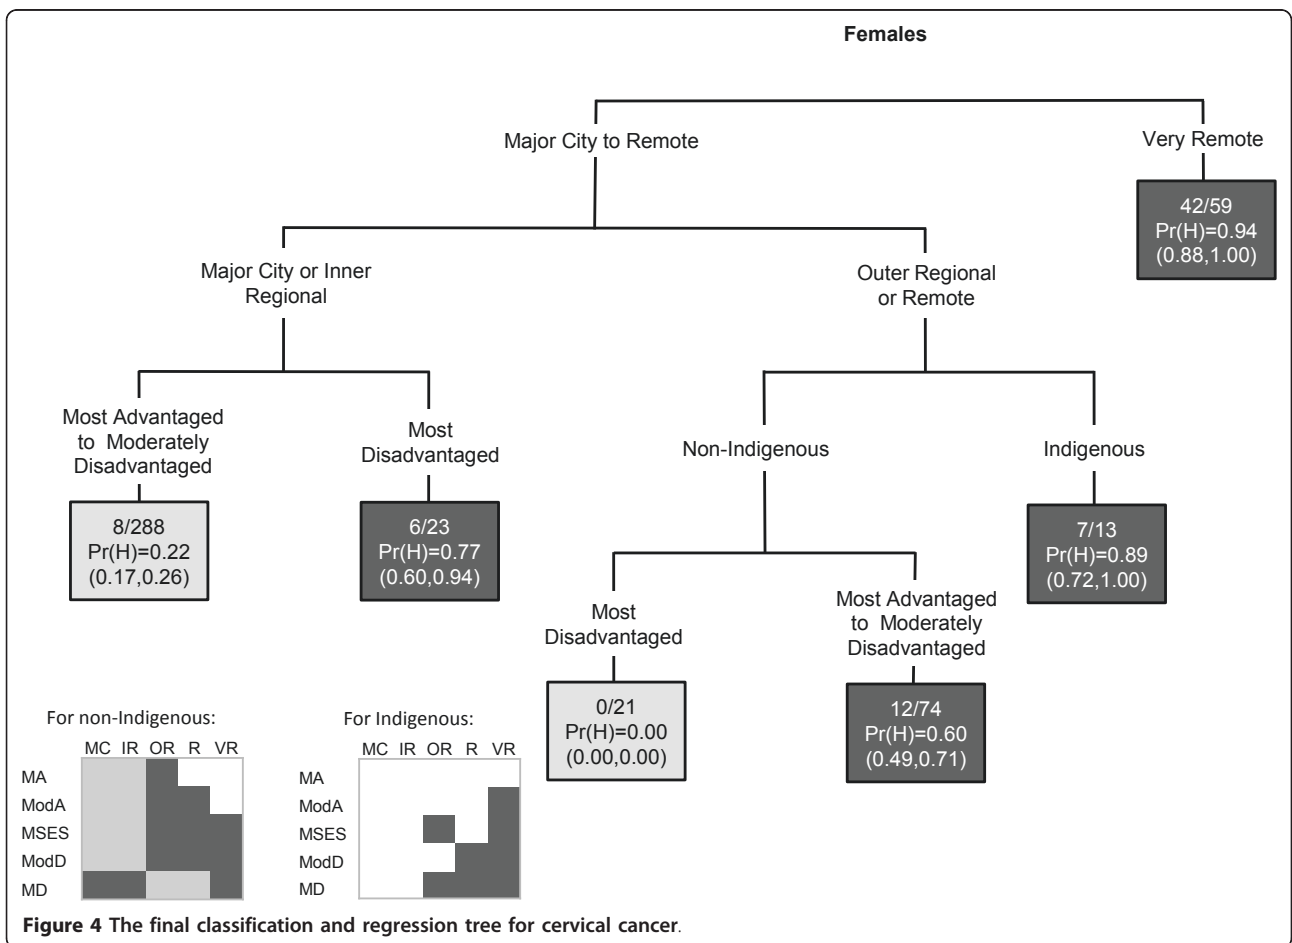 Females
Major City to Remote
Very Remote
42/59
Pr(H)=0.94
(0.88,1.00)
Major City or Inner
Regional
Outer Regional
or Remote
Most Advantaged
to Moderately
Disadvantaged
Most
Disadvantaged
Non-Indigenous
Indigenous
8/288
Pr(H)=0.22
(0.17,0.26)
6/23
Pr(H)=0.77
(0.60,0.94)
7/13
Pr(H)=0.89
(0.72,1.00)
Most
Disadvantaged
Most Advantaged
to Moderately
Disadvantaged
0/21
Pr(H)=0.00
(0.00,0.00)
12/74
Pr(H)=0.60
(0.49,0.71)
For non-Indigenous:
MC IR OR R VR
MA
ModA
MSES
ModD
MD
For Indigenous:
MC IR OR R VR
MA
ModA
MSES
ModD
MD
Figure 4 The final classification and regression tree for cervical cancer.